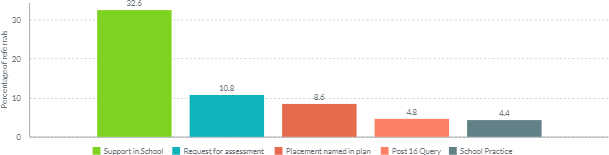 32.6
30
20
10.8
10
8.6
4.8
4.4
0
Percentage of referrals
Support in School
Request for assessment
Placement named in plan
Post 16 Query
School Practice